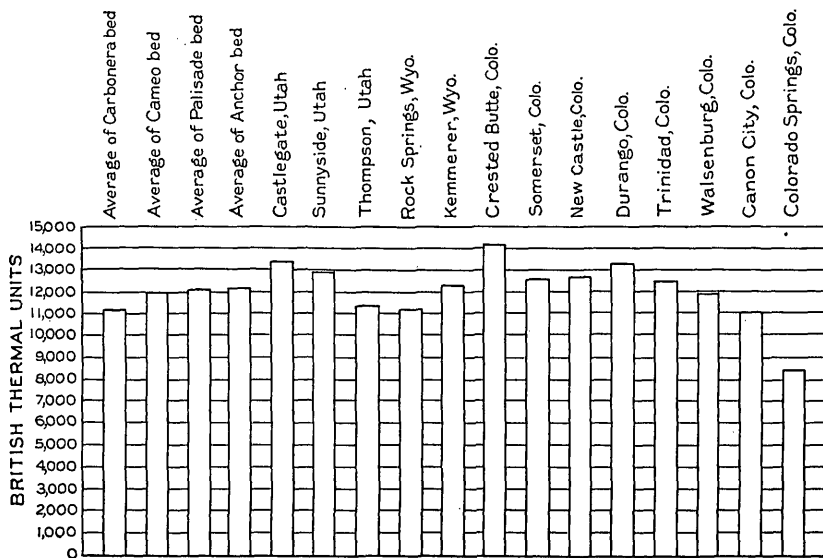 Average of Carbonera bed
Average of Cameo bed
Average of Palisade bed
Average of Anchor bed
Castlegate, Utah
Sunnyside, Utah
Thompson, Utah
Rock Springs, Wyo.
Kemmerer, Wyo.
Crested Butte, Colo.
Somerset, Colo.
New Castle, Colo.
Durango, Colo.
Trinidad, Colo.
Walsenburg, Colo.
Canon City, Colo.
Colorado Springs, Colo.
BRITISH THERMAL UNITS
15,000
14,000
13,000
12,000
11,000
10,000
9,000
8,000
7,000
6,000
5,000
4,000
3,000
2,000
1,000
0